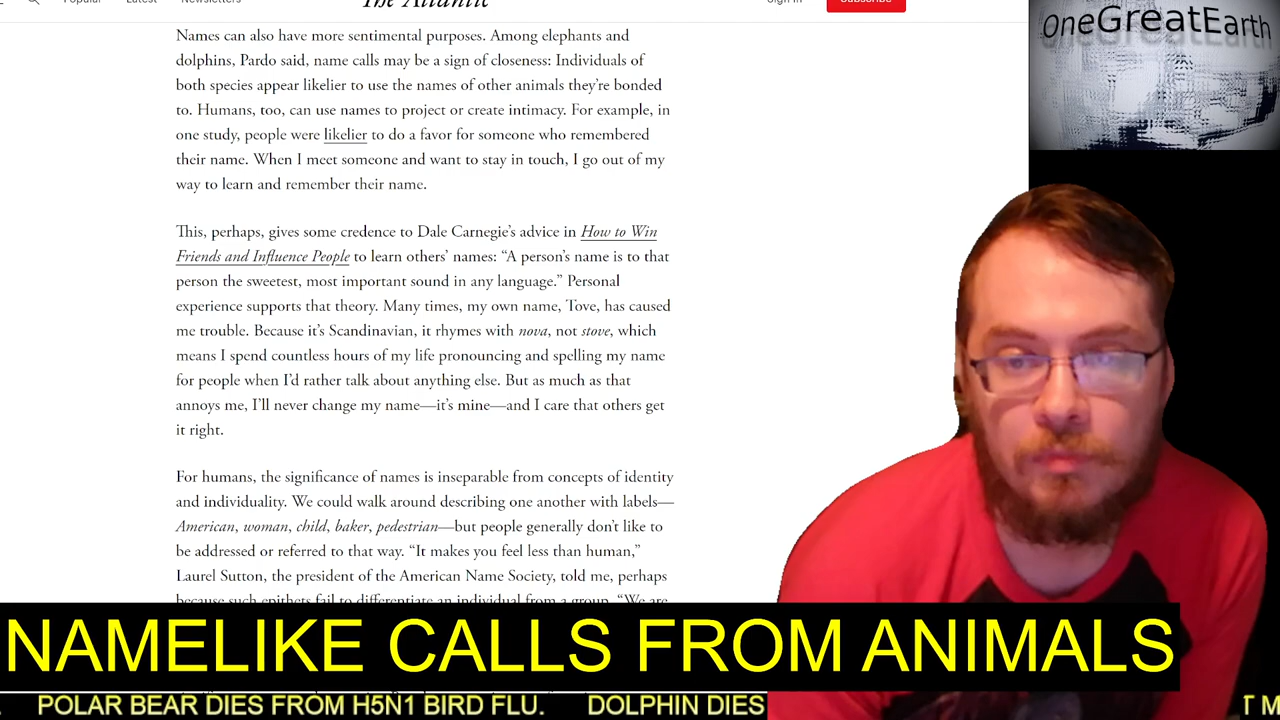 Popular Latest Newsletters The Atlantic Sign In Subscribe
OneGreatEarth
Names can also have more sentimental purposes. Among elephants and
dolphins, Pardo said, name calls may be a sign of closeness: Individuals of
both species appear likelier to use the names of other animals they’re bonded
to. Humans, too, can use names to project or create intimacy. For example, in
one study, people were likelier to do a favor for someone who remembered
their name. When I meet someone and want to stay in touch, I go out of my
way to learn and remember their name.
This, perhaps, gives some credence to Dale Carnegie’s advice in How to Win
Friends and Influence People to learn others’ names: “A person’s name is to that
person the sweetest, most important sound in any language.” Personal
experience supports that theory. Many times, my own name, Tove, has caused
me trouble. Because it’s Scandinavian, it rhymes with nova, not stove, which
means I spend countless hours of my life pronouncing and spelling my name
for people when I’d rather talk about anything else. But as much as that
annoys me, I’ll never change my name—it’s mine—and I care that others get
it right.
For humans, the significance of names is inseparable from concepts of identity
and individuality. We could walk around describing one another with labels—
American, woman, child, baker, pedestrian—but people generally don’t like to
be addressed or referred to that way. “It makes you feel less than human,”
Laurel Sutton, the president of the American Name Society, told me, perhaps
because such epithets fail to differentiate an individual from a group. “We are
NAMELIKE CALLS FROM ANIMALS
POLAR BEAR DIES FROM H5N1 BIRD FLU. DOLPHIN DIES